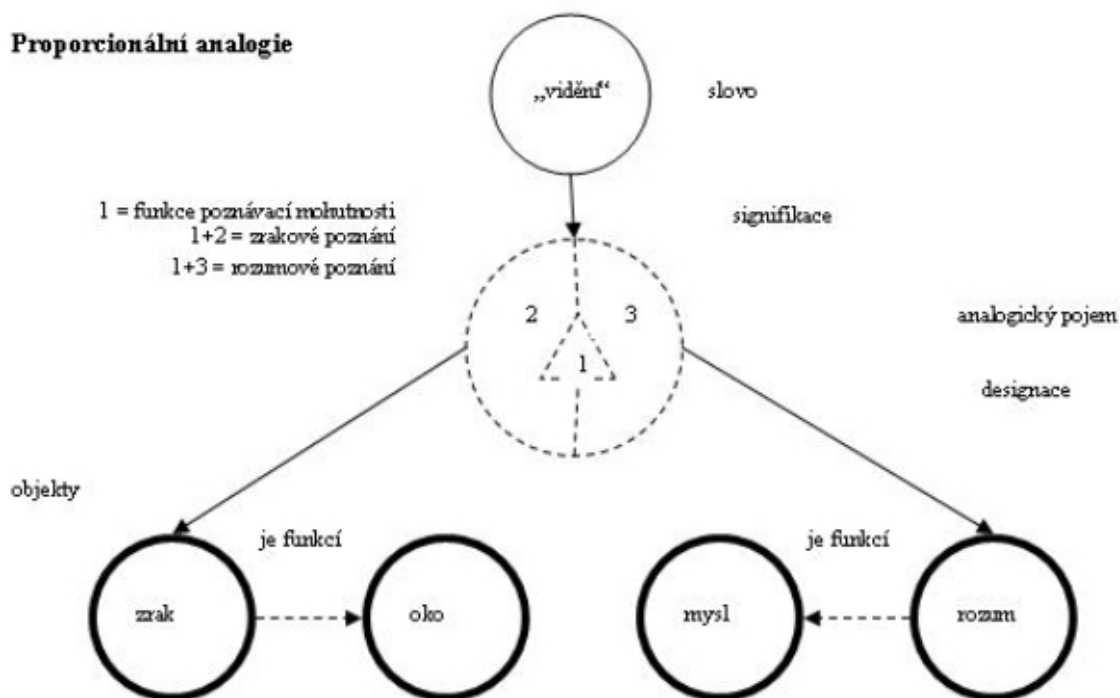 Proporcionální analogie
„vidění“
slovo
1 = funkce poznávací mohutnosti
1+2 = zrakové poznání
1+3 = rozumové poznání
signifikace
2
3
1
analogický pojem
designace
objekty
je funkcí
je funkcí
zrak
oko
mysl
rozum